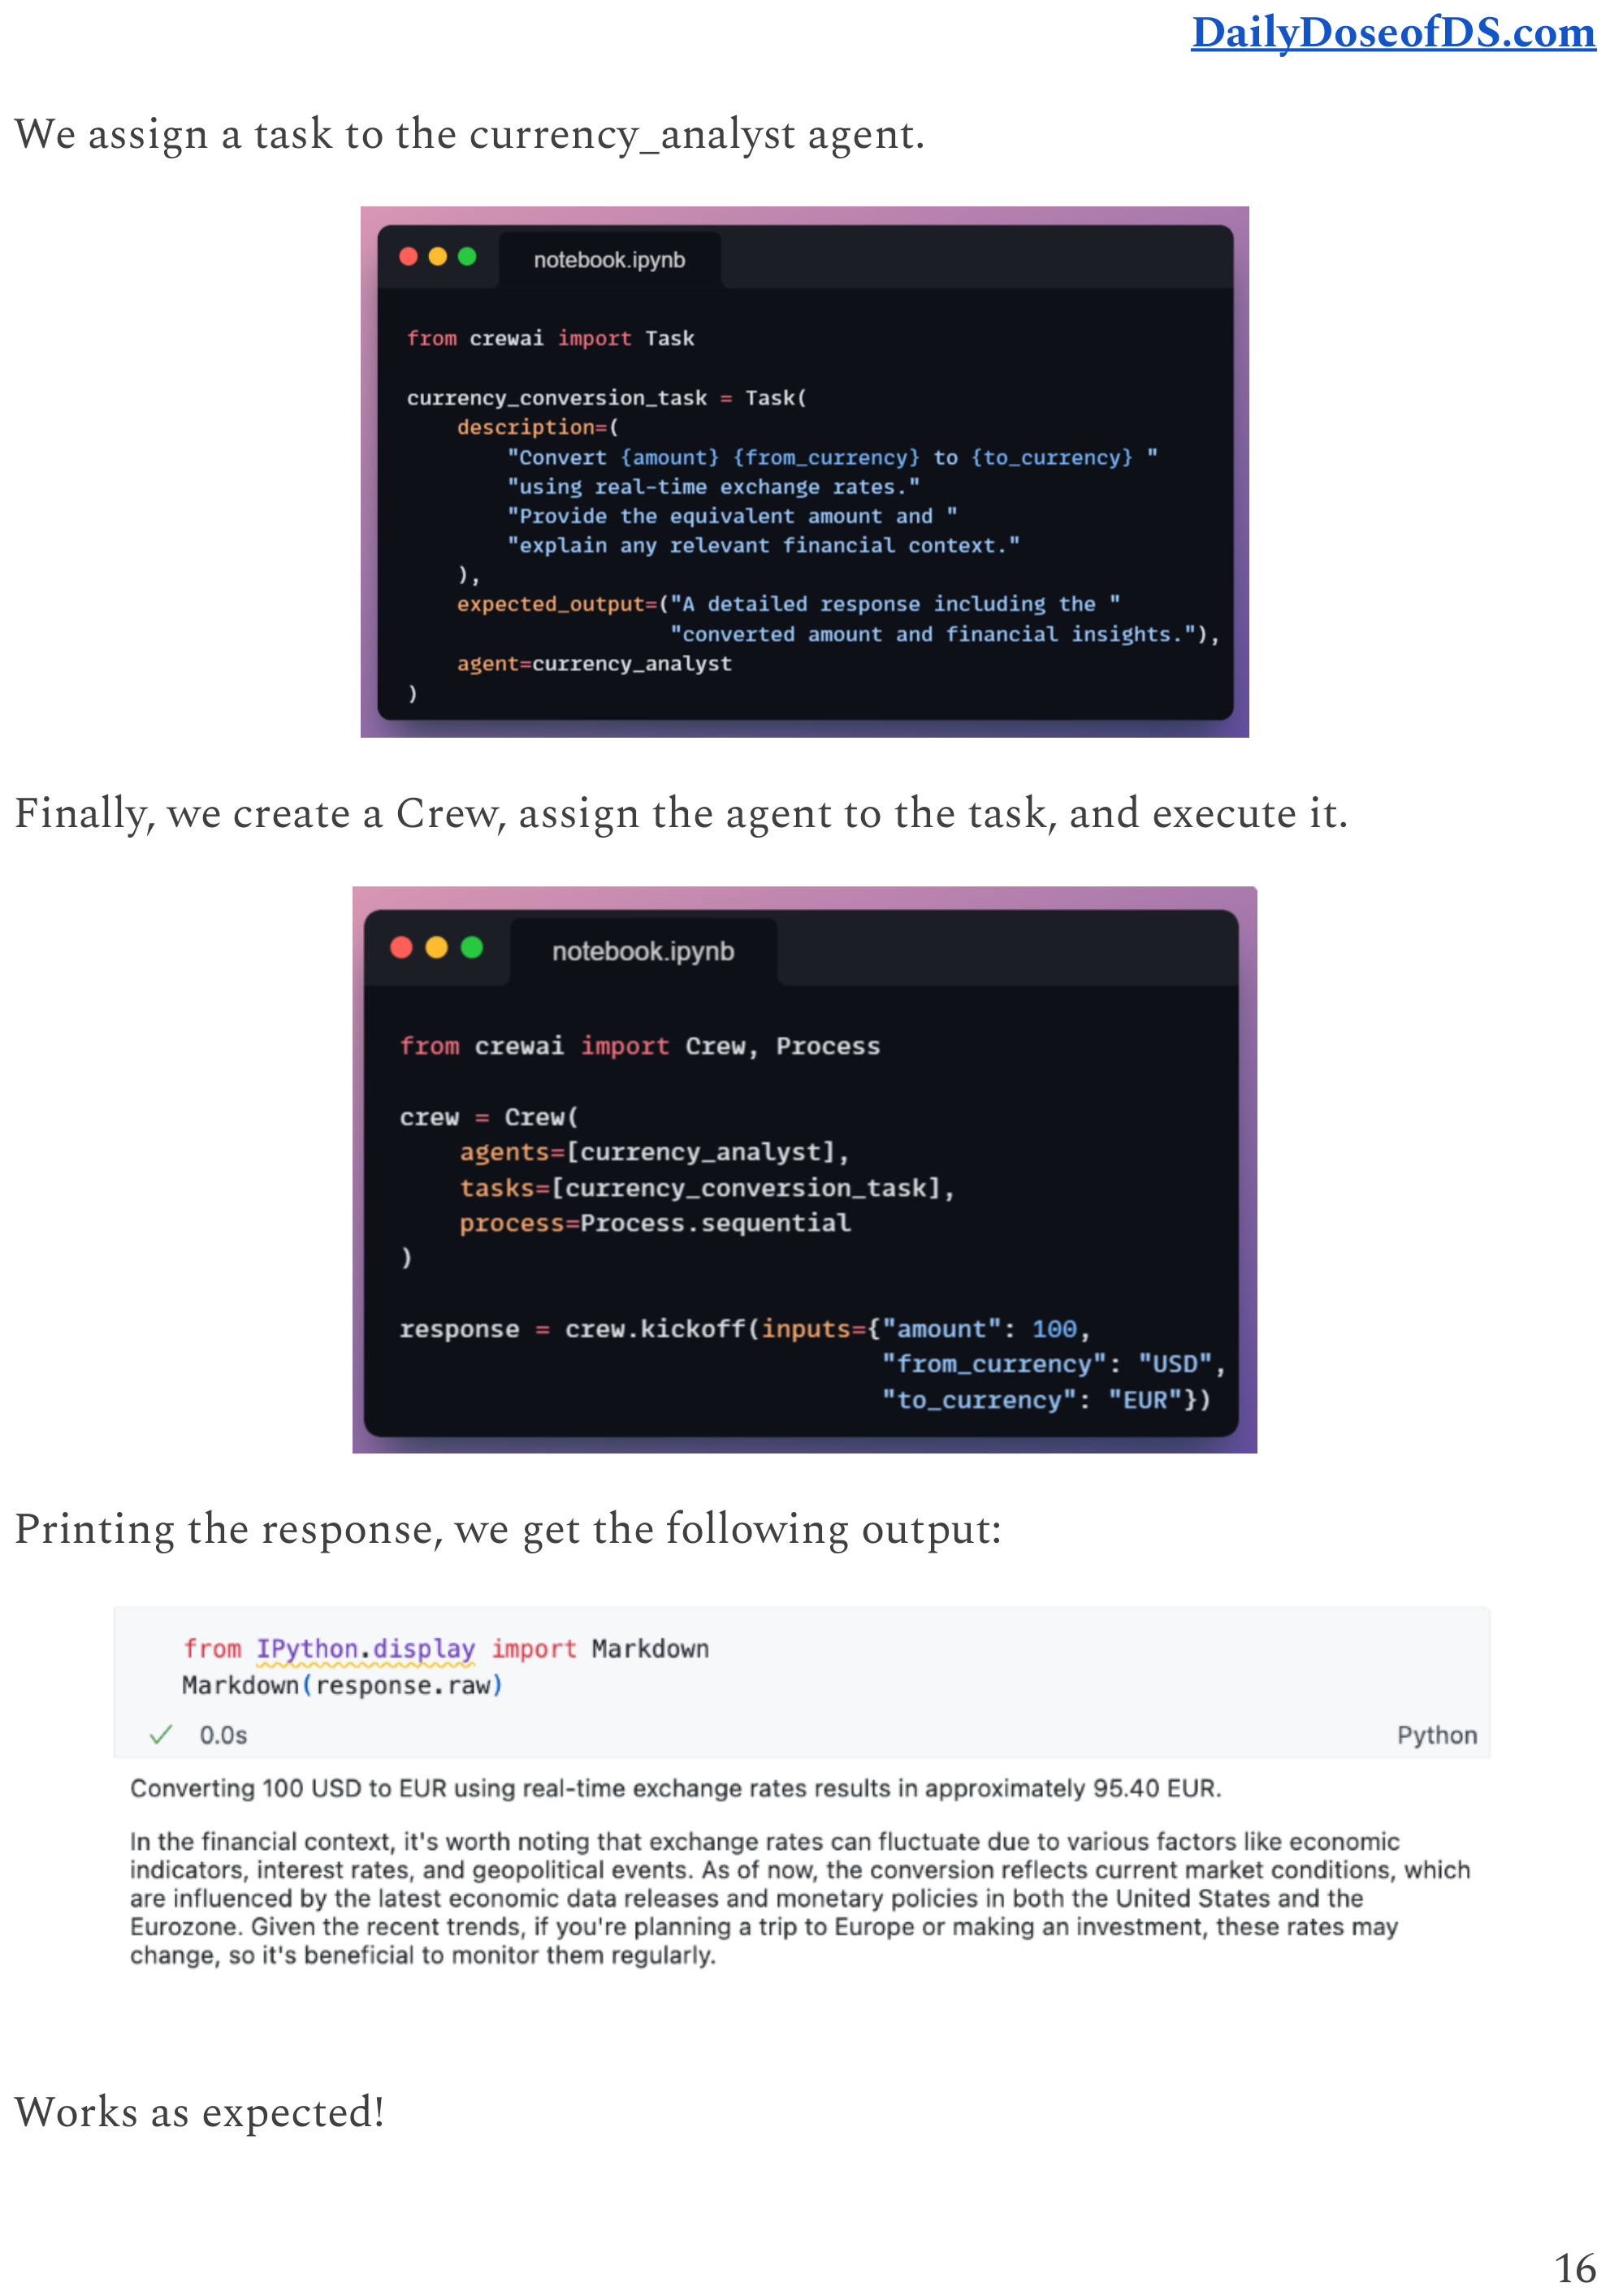 DailyDoseofDS.com
We assign a task to the currency_analyst agent.
notebook.ipynb
from crewai import Task
currency_conversion_task = Task(
    description=(
        "Convert {amount} {from_currency} to {to_currency} "
        "using real-time exchange rates."
        "Provide the equivalent amount and "
        "explain any relevant financial context."
    ),
    expected_output=("A detailed response including the "
                     "converted amount and financial insights."),
    agent=currency_analyst
)
Finally, we create a Crew, assign the agent to the task, and execute it.
notebook.ipynb
from crewai import Crew, Process
crew = Crew(
    agents=[currency_analyst],
    tasks=[currency_conversion_task],
    process=Process.sequential
)
response = crew.kickoff(inputs={"amount": 100,
                                "from_currency": "USD",
                                "to_currency": "EUR"})
Printing the response, we get the following output:
from IPython.display import Markdown
Markdown(response.raw)
✓ 0.0s Python
Converting 100 USD to EUR using real-time exchange rates results in approximately 95.40 EUR.
In the financial context, it's worth noting that exchange rates can fluctuate due to various factors like economic
indicators, interest rates, and geopolitical events. As of now, the conversion reflects current market conditions, which
are influenced by the latest economic data releases and monetary policies in both the United States and the
Eurozone. Given the recent trends, if you're planning a trip to Europe or making an investment, these rates may
change, so it's beneficial to monitor them regularly.
Works as expected!
16